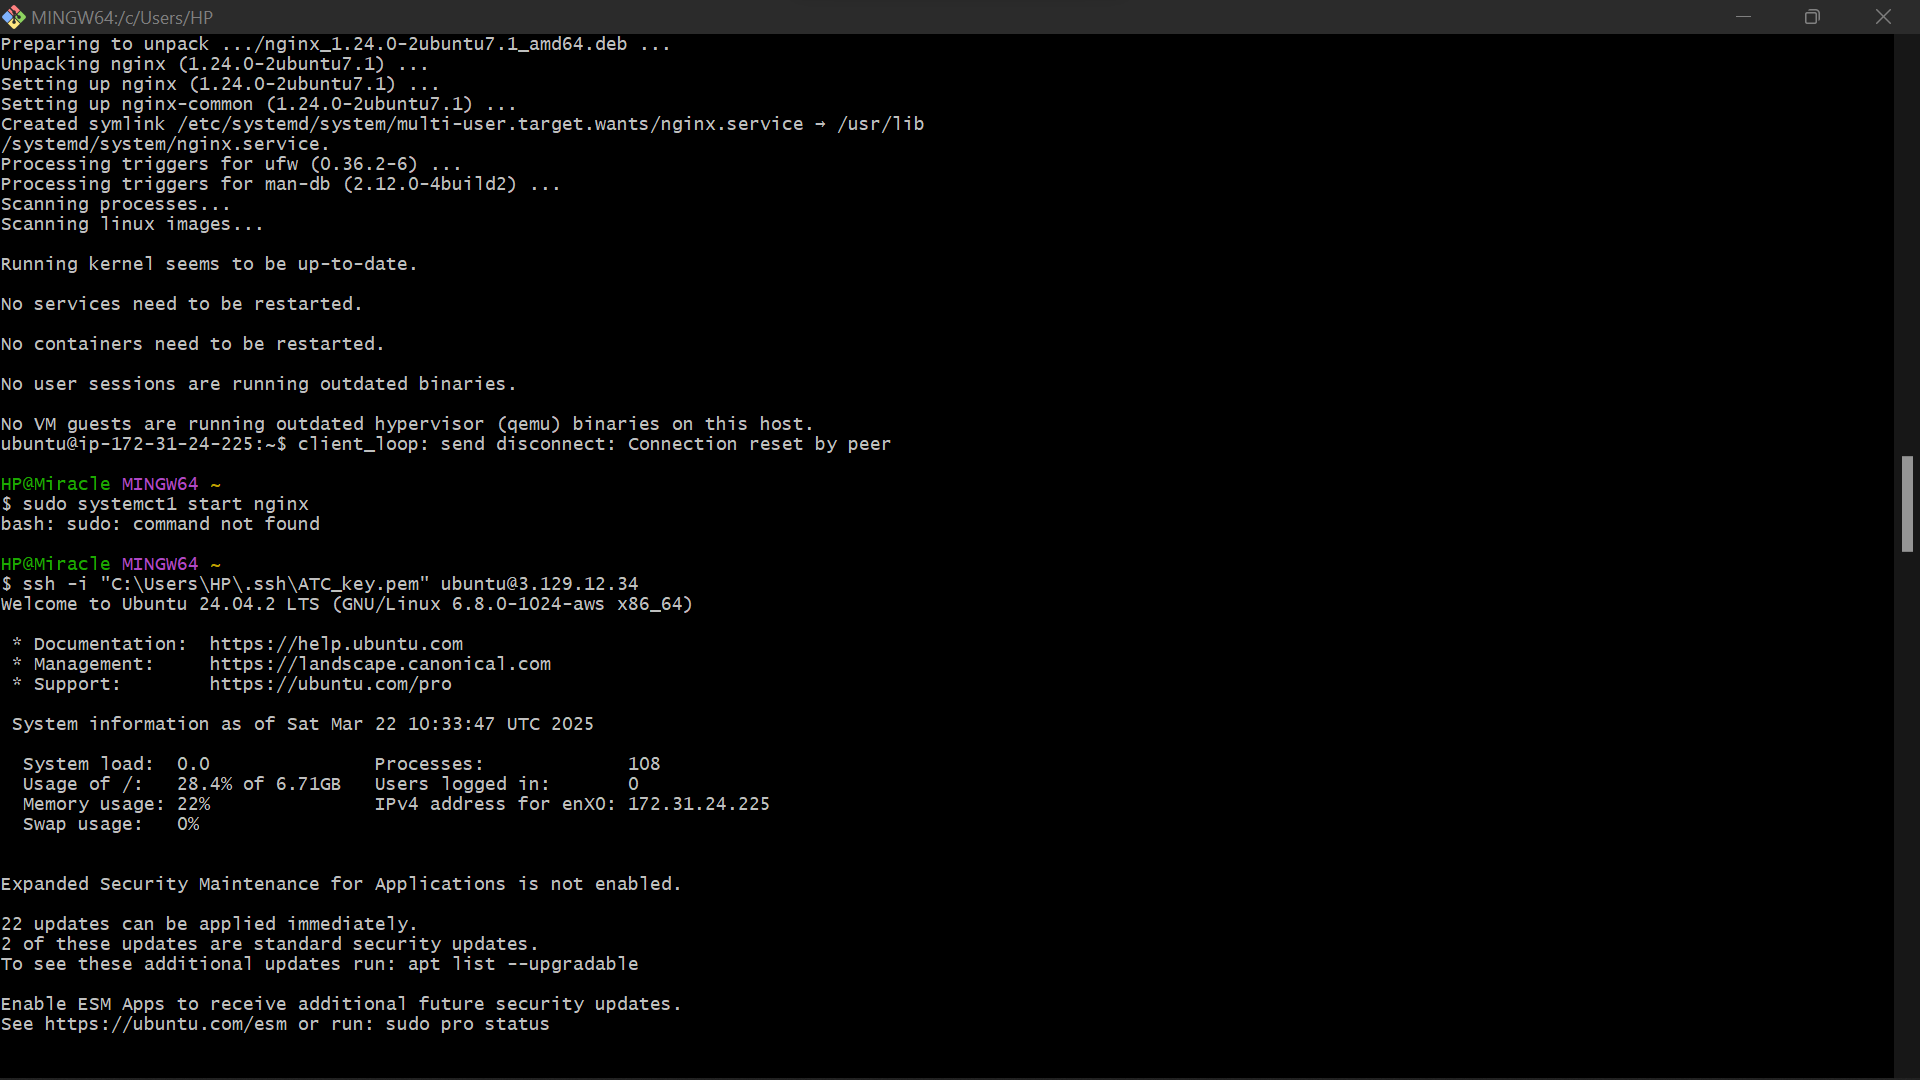 MINGW64:/c/Users/HP
Preparing to unpack .../nginx_1.24.0-2ubuntu7.1_amd64.deb ...
Unpacking nginx (1.24.0-2ubuntu7.1) ...
Setting up nginx (1.24.0-2ubuntu7.1) ...
Setting up nginx-common (1.24.0-2ubuntu7.1) ...
Created symlink /etc/systemd/system/multi-user.target.wants/nginx.service → /usr/lib
/systemd/system/nginx.service.
Processing triggers for ufw (0.36.2-6) ...
Processing triggers for man-db (2.12.0-4build2) ...
Scanning processes...
Scanning linux images...
Running kernel seems to be up-to-date.
No services need to be restarted.
No containers need to be restarted.
No user sessions are running outdated binaries.
No VM guests are running outdated hypervisor (qemu) binaries on this host.
ubuntu@ip-172-31-24-225:~$ client_loop: send disconnect: Connection reset by peer
HP@Miracle MINGW64 ~
$ sudo systemct1 start nginx
bash: sudo: command not found
HP@Miracle MINGW64 ~
$ ssh -i "C:\Users\HP\.ssh\ATC_key.pem" ubuntu@3.129.12.34
Welcome to Ubuntu 24.04.2 LTS (GNU/Linux 6.8.0-1024-aws x86_64)
* Documentation:  https://help.ubuntu.com
* Management:     https://landscape.canonical.com
* Support:        https://ubuntu.com/pro
System information as of Sat Mar 22 10:33:47 UTC 2025
System load:  0.0               Processes:             108
Usage of /:   28.4% of 6.71GB   Users logged in:       0
Memory usage: 22%               IPv4 address for enX0: 172.31.24.225
Swap usage:   0%
Expanded Security Maintenance for Applications is not enabled.
22 updates can be applied immediately.
2 of these updates are standard security updates.
To see these additional updates run: apt list --upgradable
Enable ESM Apps to receive additional future security updates.
See https://ubuntu.com/esm or run: sudo pro status